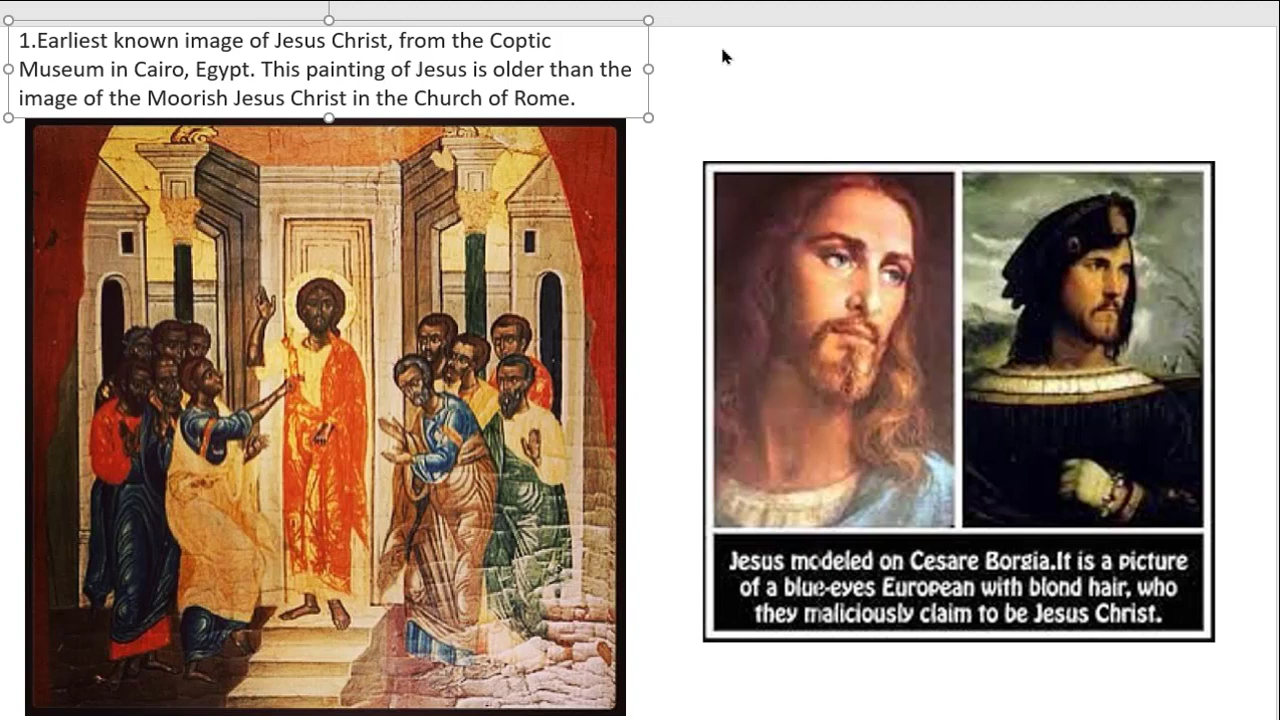 1.Earliest known image of Jesus Christ, from the Coptic
Museum in Cairo, Egypt. This painting of Jesus is older than the
image of the Moorish Jesus Christ in the Church of Rome.
Jesus modeled on Cesare Borgia.It is a picture
of a blue-eyes European with blond hair, who
they maliciously claim to be Jesus Christ.